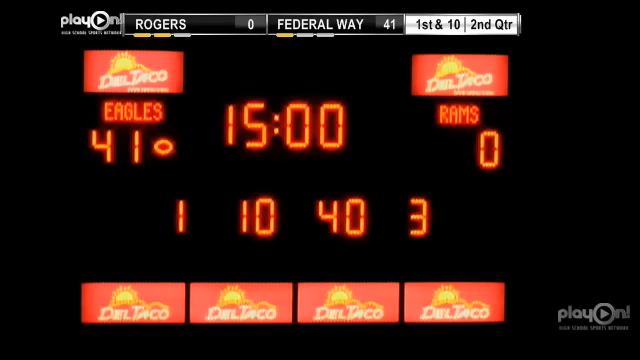 playOn! ROGERS 0 FEDERAL WAY 41 1st & 10 2nd Qtr
HIGH SCHOOL SPORTS NETWORK
DEL TACO DEL TACO
EAGLES 15:00 RAMS
41 0
1 10 40 3
DEL TACO DEL TACO DEL TACO DEL TACO
playOn!
HIGH SCHOOL SPORTS NETWORK